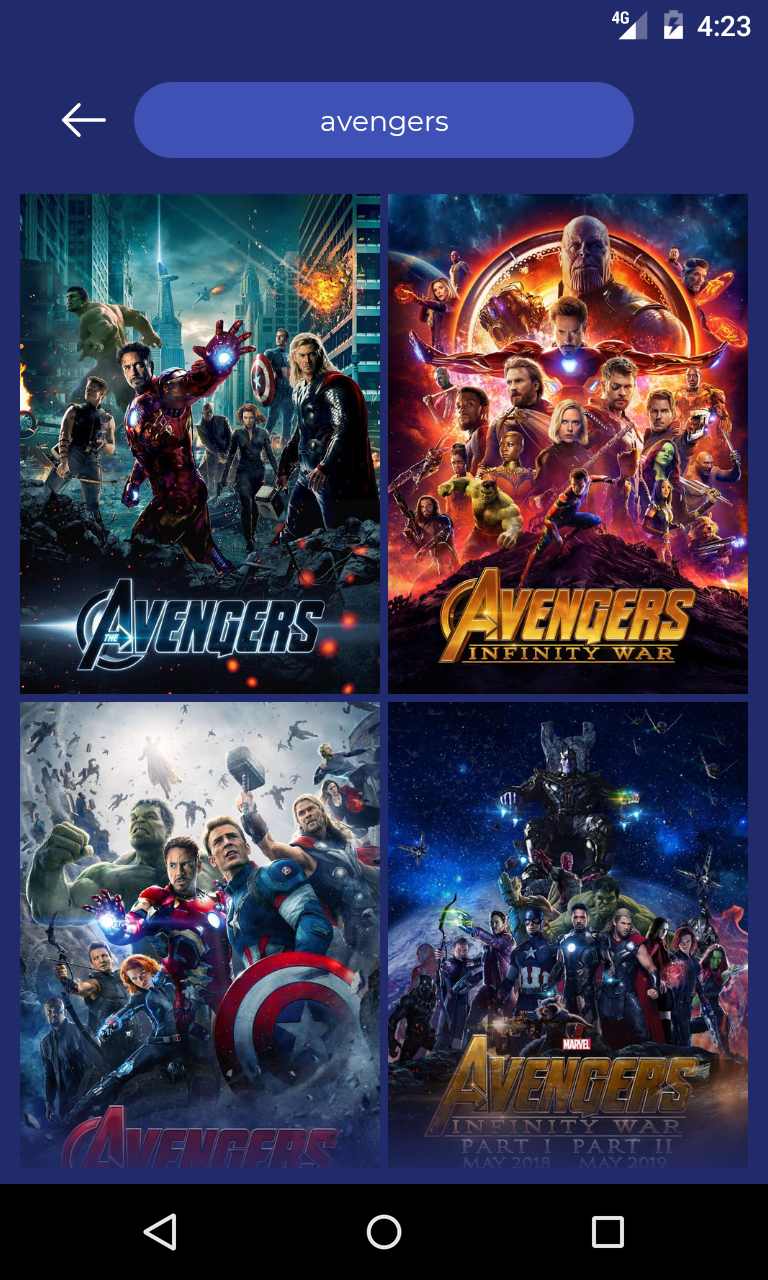 4G 4:23
avengers
THE AVENGERS
AVENGERS
INFINITY WAR
AVENGERS
MARVEL
AVENGERS
INFINITY WAR
PART I PART II
MAY 2018 MAY 2019